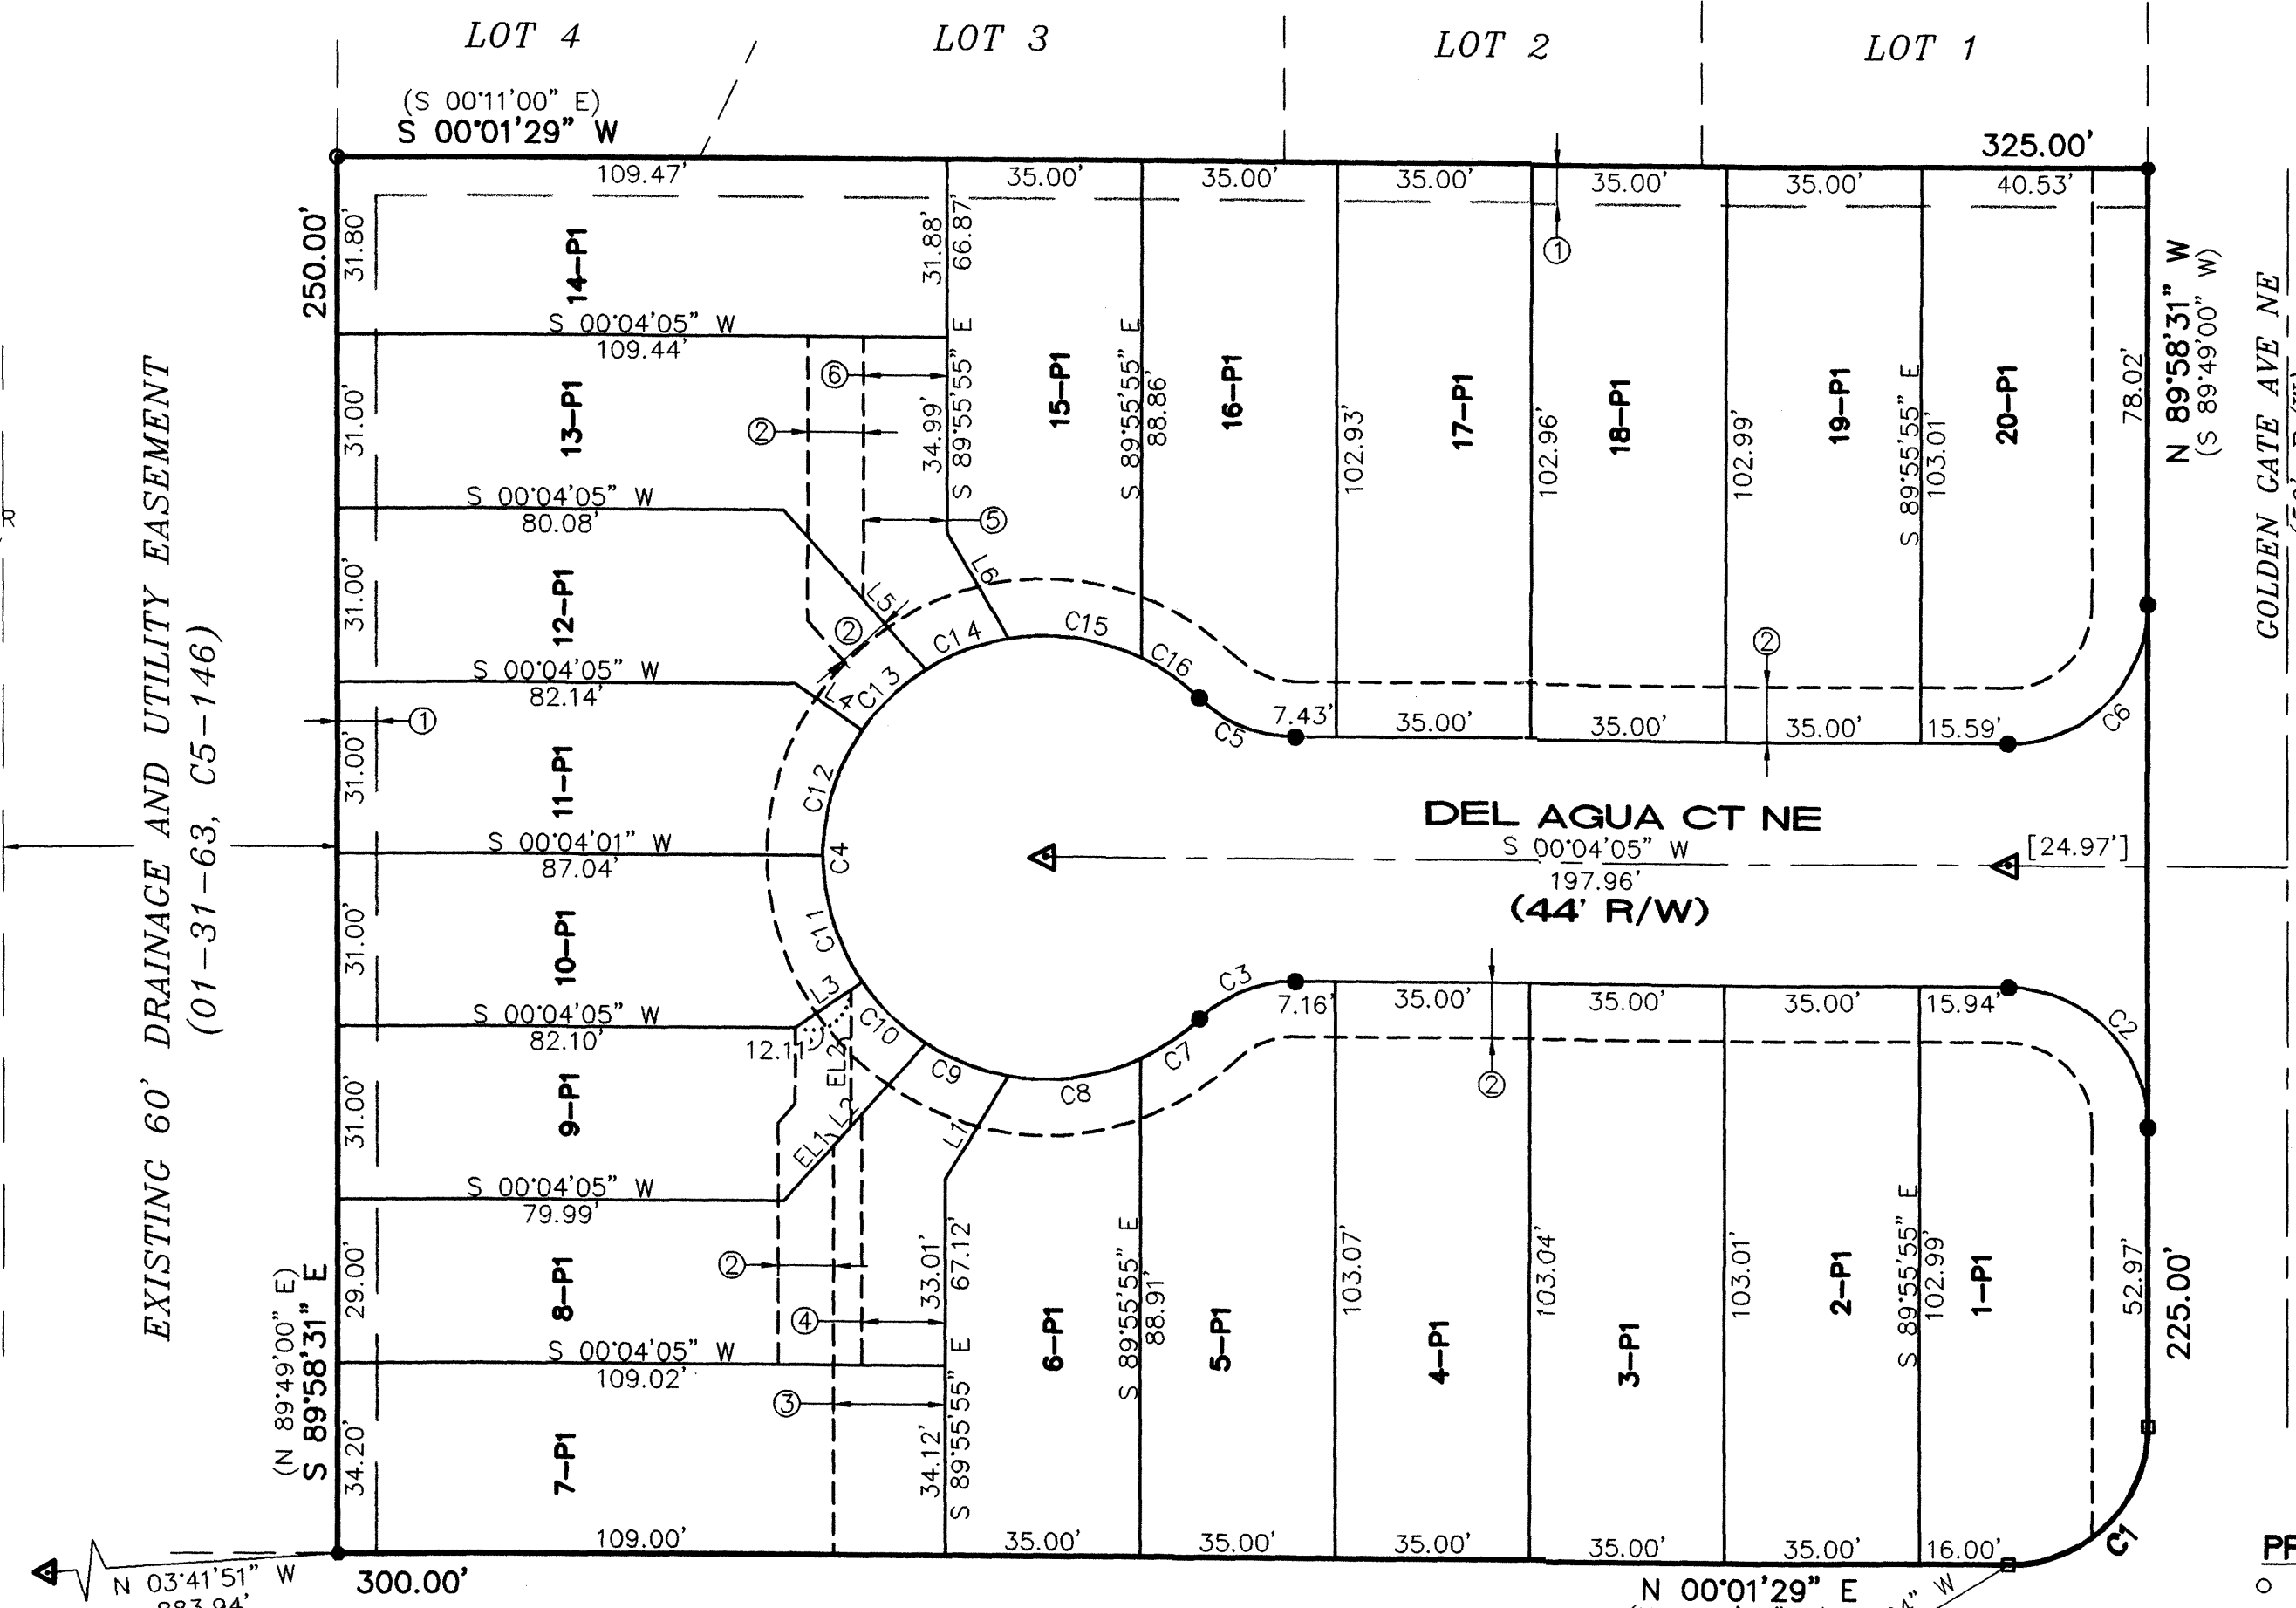 LOT 4
LOT 3
LOT 2
LOT 1
(S 00°11'00" E)
S 00°01'29" W
325.00'
109.47'
35.00'
35.00'
35.00'
35.00'
35.00'
40.53'
250.00'
31.80'
14-P1
31.88'
66.87'
1
S 00°04'05" W
109.44'
31.00'
13-P1
6
2
34.99'
S 89°55'55" E
5
15-P1
S 89°55'55" E
88.86'
16-P1
102.93'
17-P1
102.96'
18-P1
102.99'
19-P1
S 89°55'55" E
103.01'
20-P1
78.02'
N 89°58'31" W
(S 89°49'00" W)
GOLDEN GATE AVE NE
S 00°04'05" W
80.08'
31.00'
12-P1
L5
L6
2
C14
C15
C16
C13
L4
S 00°04'05" W
82.14'
1
2
7.43'
35.00'
35.00'
35.00'
15.59'
C5
C6
EXISTING 60' DRAINAGE AND UTILITY EASEMENT
(01-31-63, C5-146)
31.00'
11-P1
C12
C4
S 00°04'01" W
87.04'
DEL AGUA CT NE
S 00°04'05" W
197.96'
(44' R/W)
[24.97']
31.00'
10-P1
C11
L3
C10
C3
7.16'
35.00'
35.00'
35.00'
15.94'
C2
S 00°04'05" W
82.10'
12.11'
EL2
C9
C8
C7
2
31.00'
9-P1
EL1
L2
L1
S 00°04'05" W
79.99'
29.00'
8-P1
2
4
33.01'
67.12'
S 00°04'05" W
109.02'
3
34.12'
S 89°55'55" E
6-P1
S 89°55'55" E
88.91'
5-P1
103.07'
4-P1
103.04'
3-P1
103.01'
2-P1
S 89°55'55" E
102.99'
1-P1
52.97'
225.00'
(N 89°49'00" E)
S 89°58'31" E
34.20'
7-P1
109.00'
35.00'
35.00'
35.00'
35.00'
35.00'
16.00'
C1
N 03°41'51" W
883.94'
300.00'
N 00°01'29" E
W